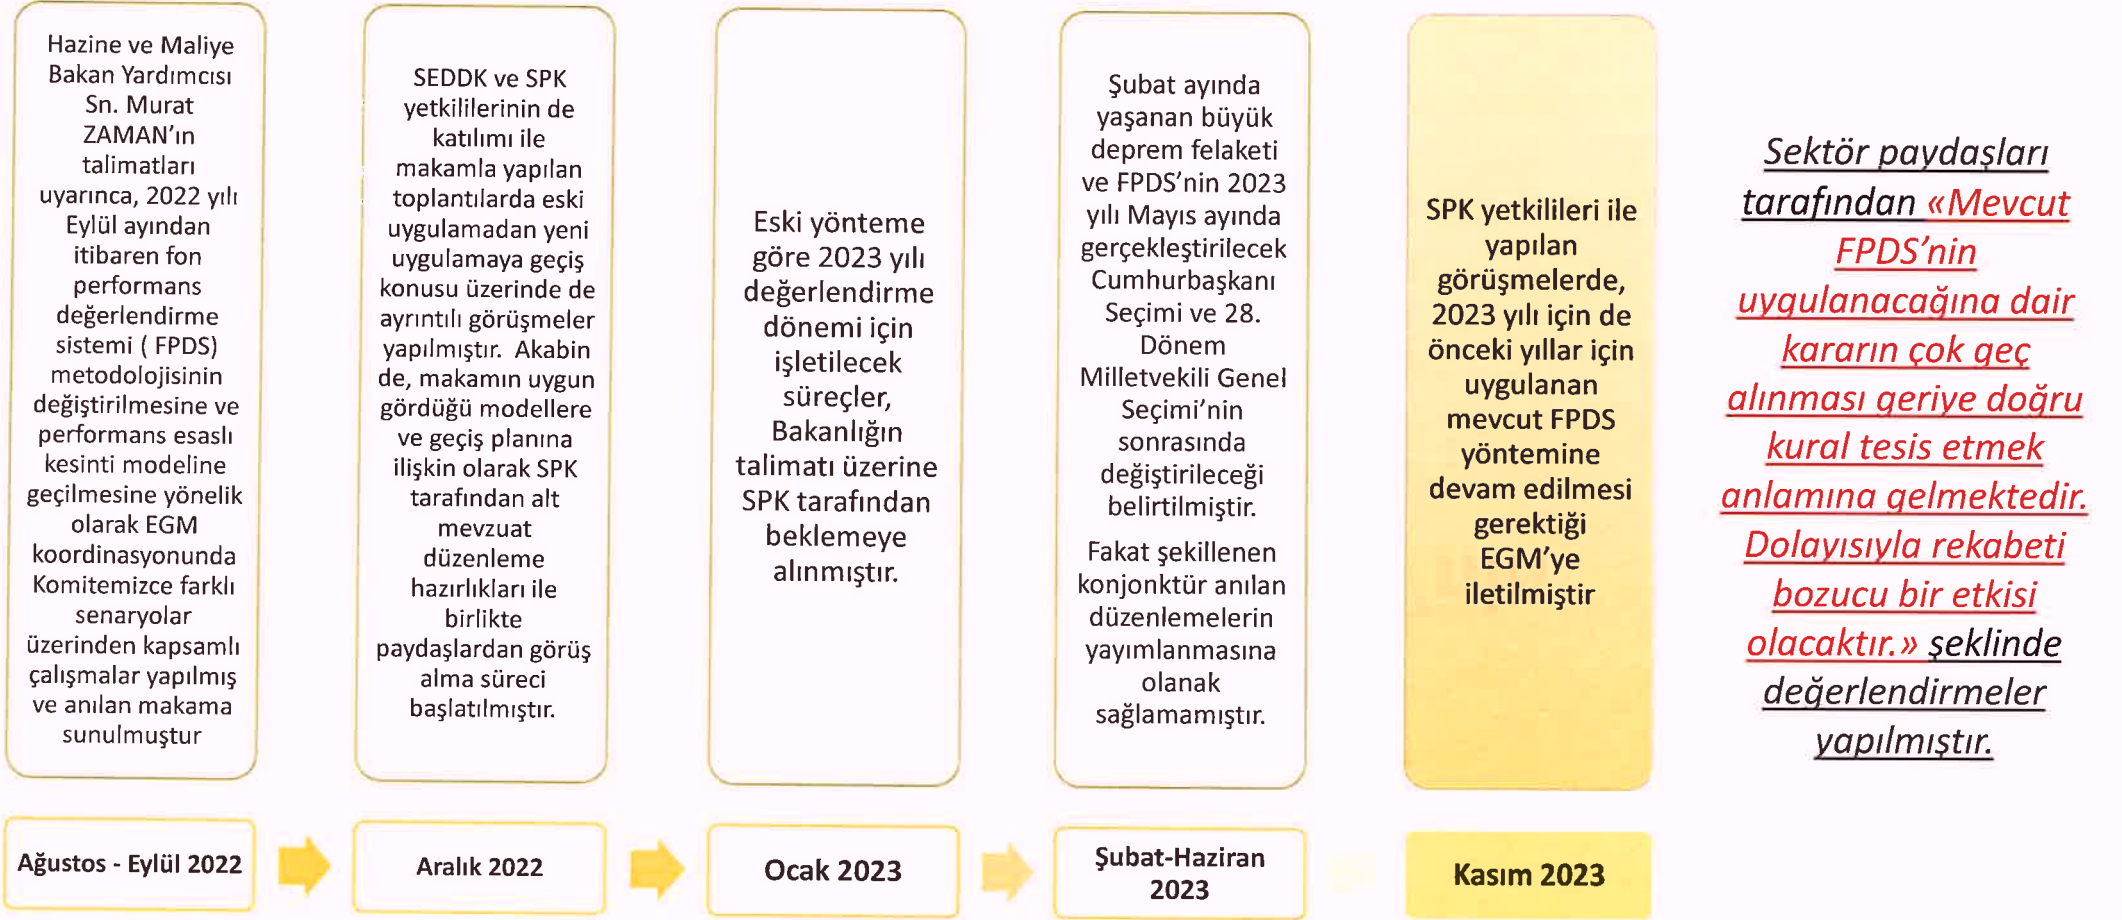 Hazine ve Maliye
Bakan Yardımcısı
Sn. Murat
ZAMAN'ın
talimatları
uyarınca, 2022 yılı
Eylül ayından
itibaren fon
performans
değerlendirme
sistemi ( FPDS)
metodolojisinin
değiştirilmesine ve
performans esaslı
kesinti modeline
geçilmesine yönelik
olarak EGM
koordinasyonunda
Komitemizce farklı
senaryolar
üzerinden kapsamlı
çalışmalar yapılmış
ve anılan makama
sunulmuştur
Ağustos - Eylül 2022
SEDDK ve SPK
yetkililerinin de
katılımı ile
makamla yapılan
toplantılarda eski
uygulamadan yeni
uygulamaya geçiş
konusu üzerinde de
ayrıntılı görüşmeler
yapılmıştır. Akabin
de, makamın uygun
gördüğü modellere
ve geçiş planına
ilişkin olarak SPK
tarafından alt
mevzuat
düzenleme
hazırlıkları ile
birlikte
paydaşlardan görüş
alma süreci
başlatılmıştır.
Aralık 2022
Eski yönteme
göre 2023 yılı
değerlendirme
dönemi için
işletilecek
süreçler,
Bakanlığın
talimatı üzerine
SPK tarafından
beklemeye
alınmıştır.
Ocak 2023
Şubat ayında
yaşanan büyük
deprem felaketi
ve FPDS'nin 2023
yılı Mayıs ayında
gerçekleştirilecek
Cumhurbaşkanı
Seçimi ve 28.
Dönem
Milletvekili Genel
Seçimi'nin
sonrasında
değiştirileceği
belirtilmiştir.
Fakat şekillenen
konjonktür anılan
düzenlemelerin
yayımlanmasına
olanak
sağlamamıştır.
Şubat-Haziran
2023
SPK yetkilileri ile
yapılan
görüşmelerde,
2023 yılı için de
önceki yıllar için
uygulanan
mevcut FPDS
yöntemine
devam edilmesi
gerektiği
EGM'ye
iletilmiştir
Kasım 2023
Sektör paydaşları
tarafından «Mevcut
FPDS'nin
uygulanacağına dair
kararın çok geç
alınması geriye doğru
kural tesis etmek
anlamına gelmektedir.
Dolayısıyla rekabeti
bozucu bir etkisi
olacaktır.» şeklinde
değerlendirmeler
yapılmıştır.